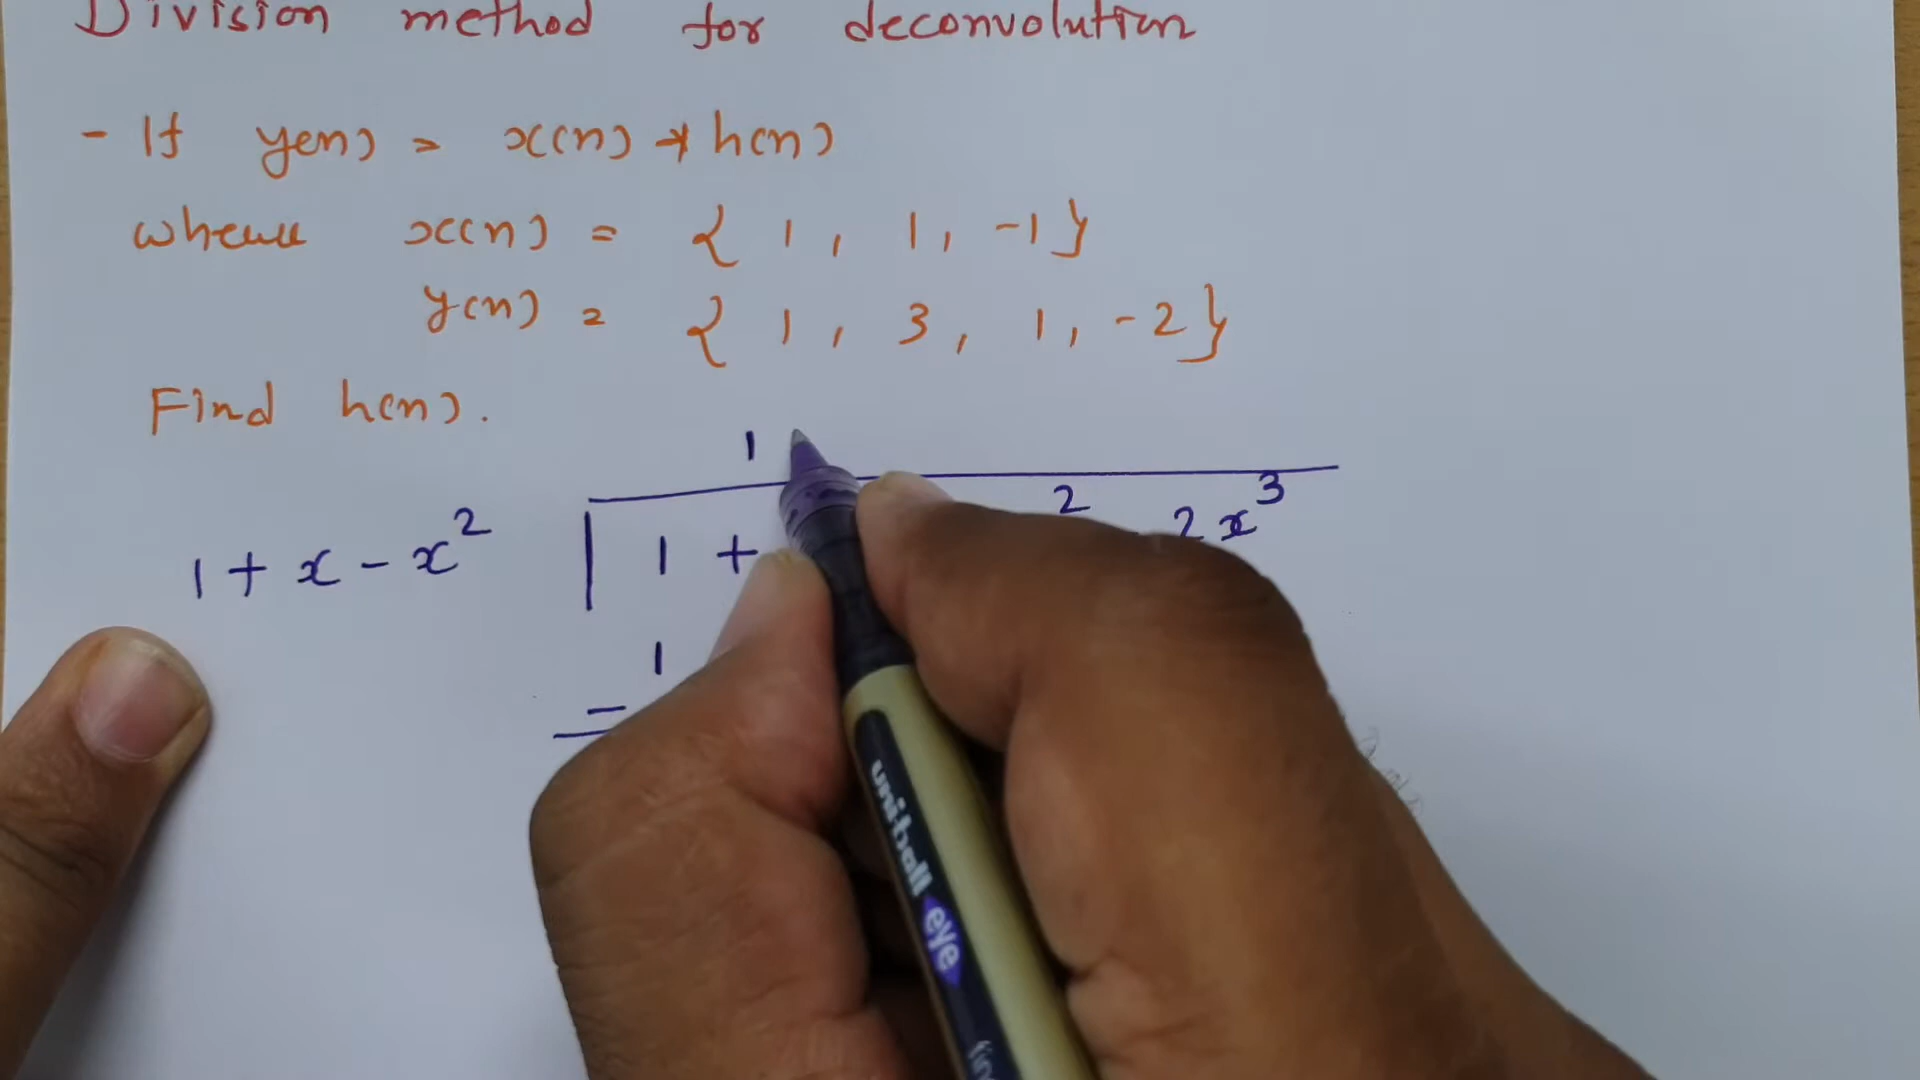 Division method for deconvolution
- If y(n) = x(n) * h(n)
where x(n) = { 1, 1, -1}
y(n) = { 1, 3, 1, -2}
Find h(n).
1
1 + x - x² 1 + ² 2x³
1
-
uniball eye